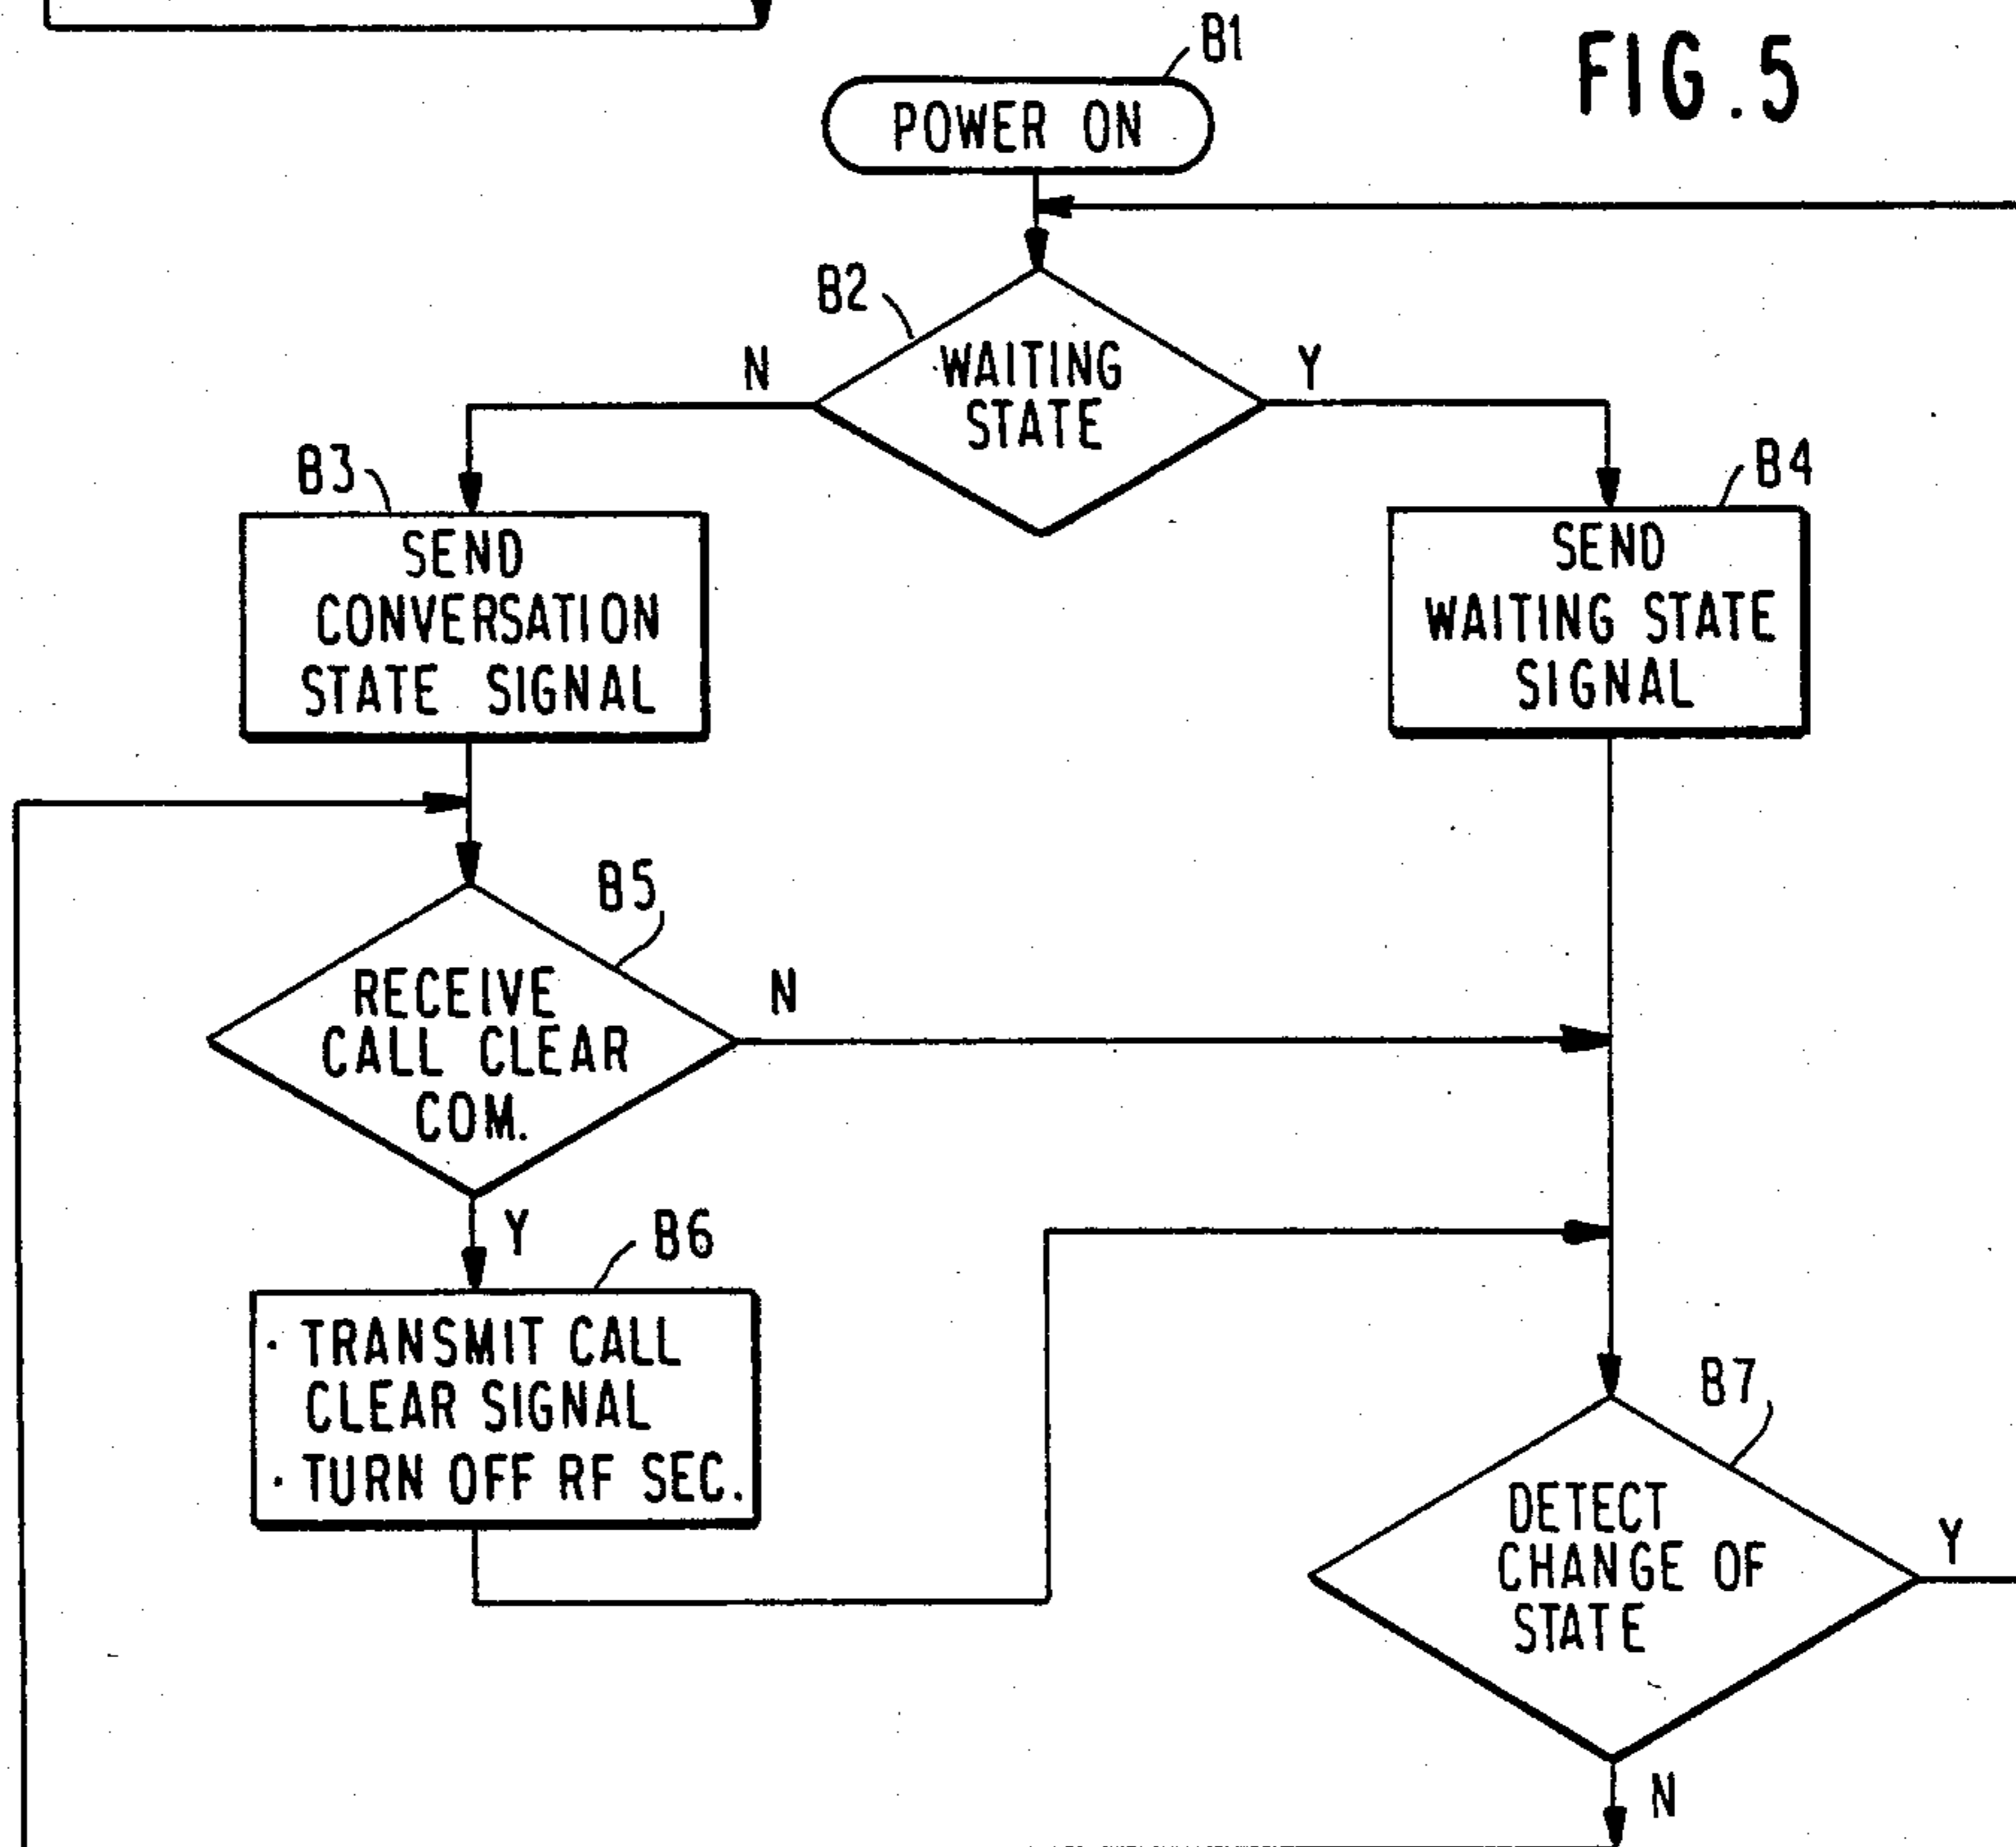 B1
FIG.5
POWER ON
B2
N
WAITING
STATE
Y
B3
SEND
CONVERSATION
STATE SIGNAL
B4
SEND
WAITING STATE
SIGNAL
B5
RECEIVE
CALL CLEAR
COM.
N
Y
B6
· TRANSMIT CALL
CLEAR SIGNAL
· TURN OFF RF SEC.
B7
DETECT
CHANGE OF
STATE
Y
N